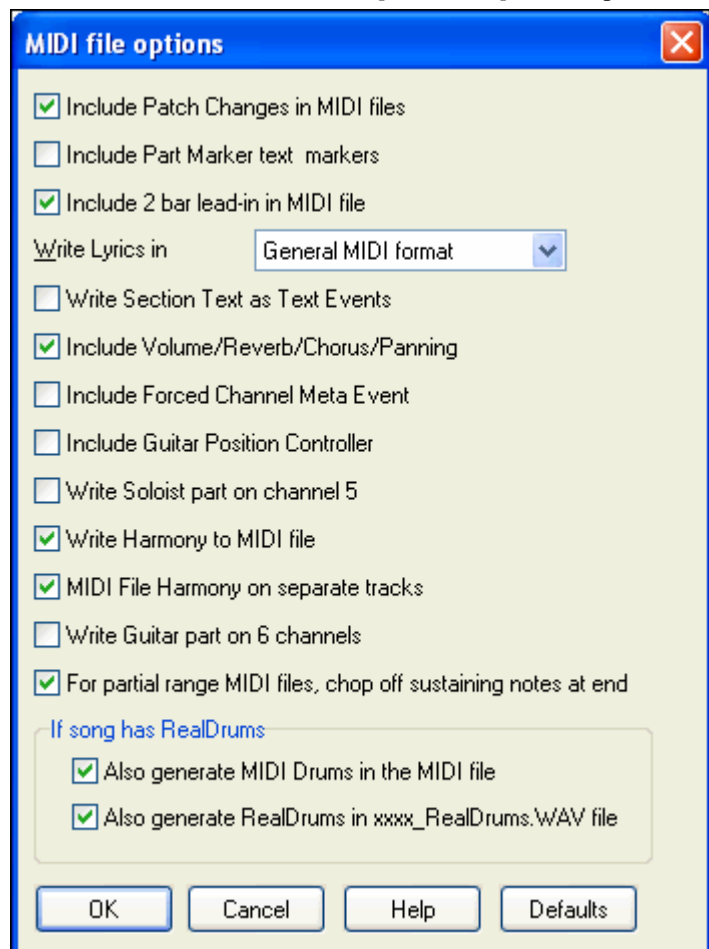 MIDI file options
Include Patch Changes in MIDI files
Include Part Marker text  markers
Include 2 bar lead-in in MIDI file
Write Lyrics in General MIDI format
Write Section Text as Text Events
Include Volume/Reverb/Chorus/Panning
Include Forced Channel Meta Event
Include Guitar Position Controller
Write Soloist part on channel 5
Write Harmony to MIDI file
MIDI File Harmony on separate tracks
Write Guitar part on 6 channels
For partial range MIDI files, chop off sustaining notes at end
If song has RealDrums
Also generate MIDI Drums in the MIDI file
Also generate RealDrums in xxxx_RealDrums.WAV file
OK Cancel Help Defaults